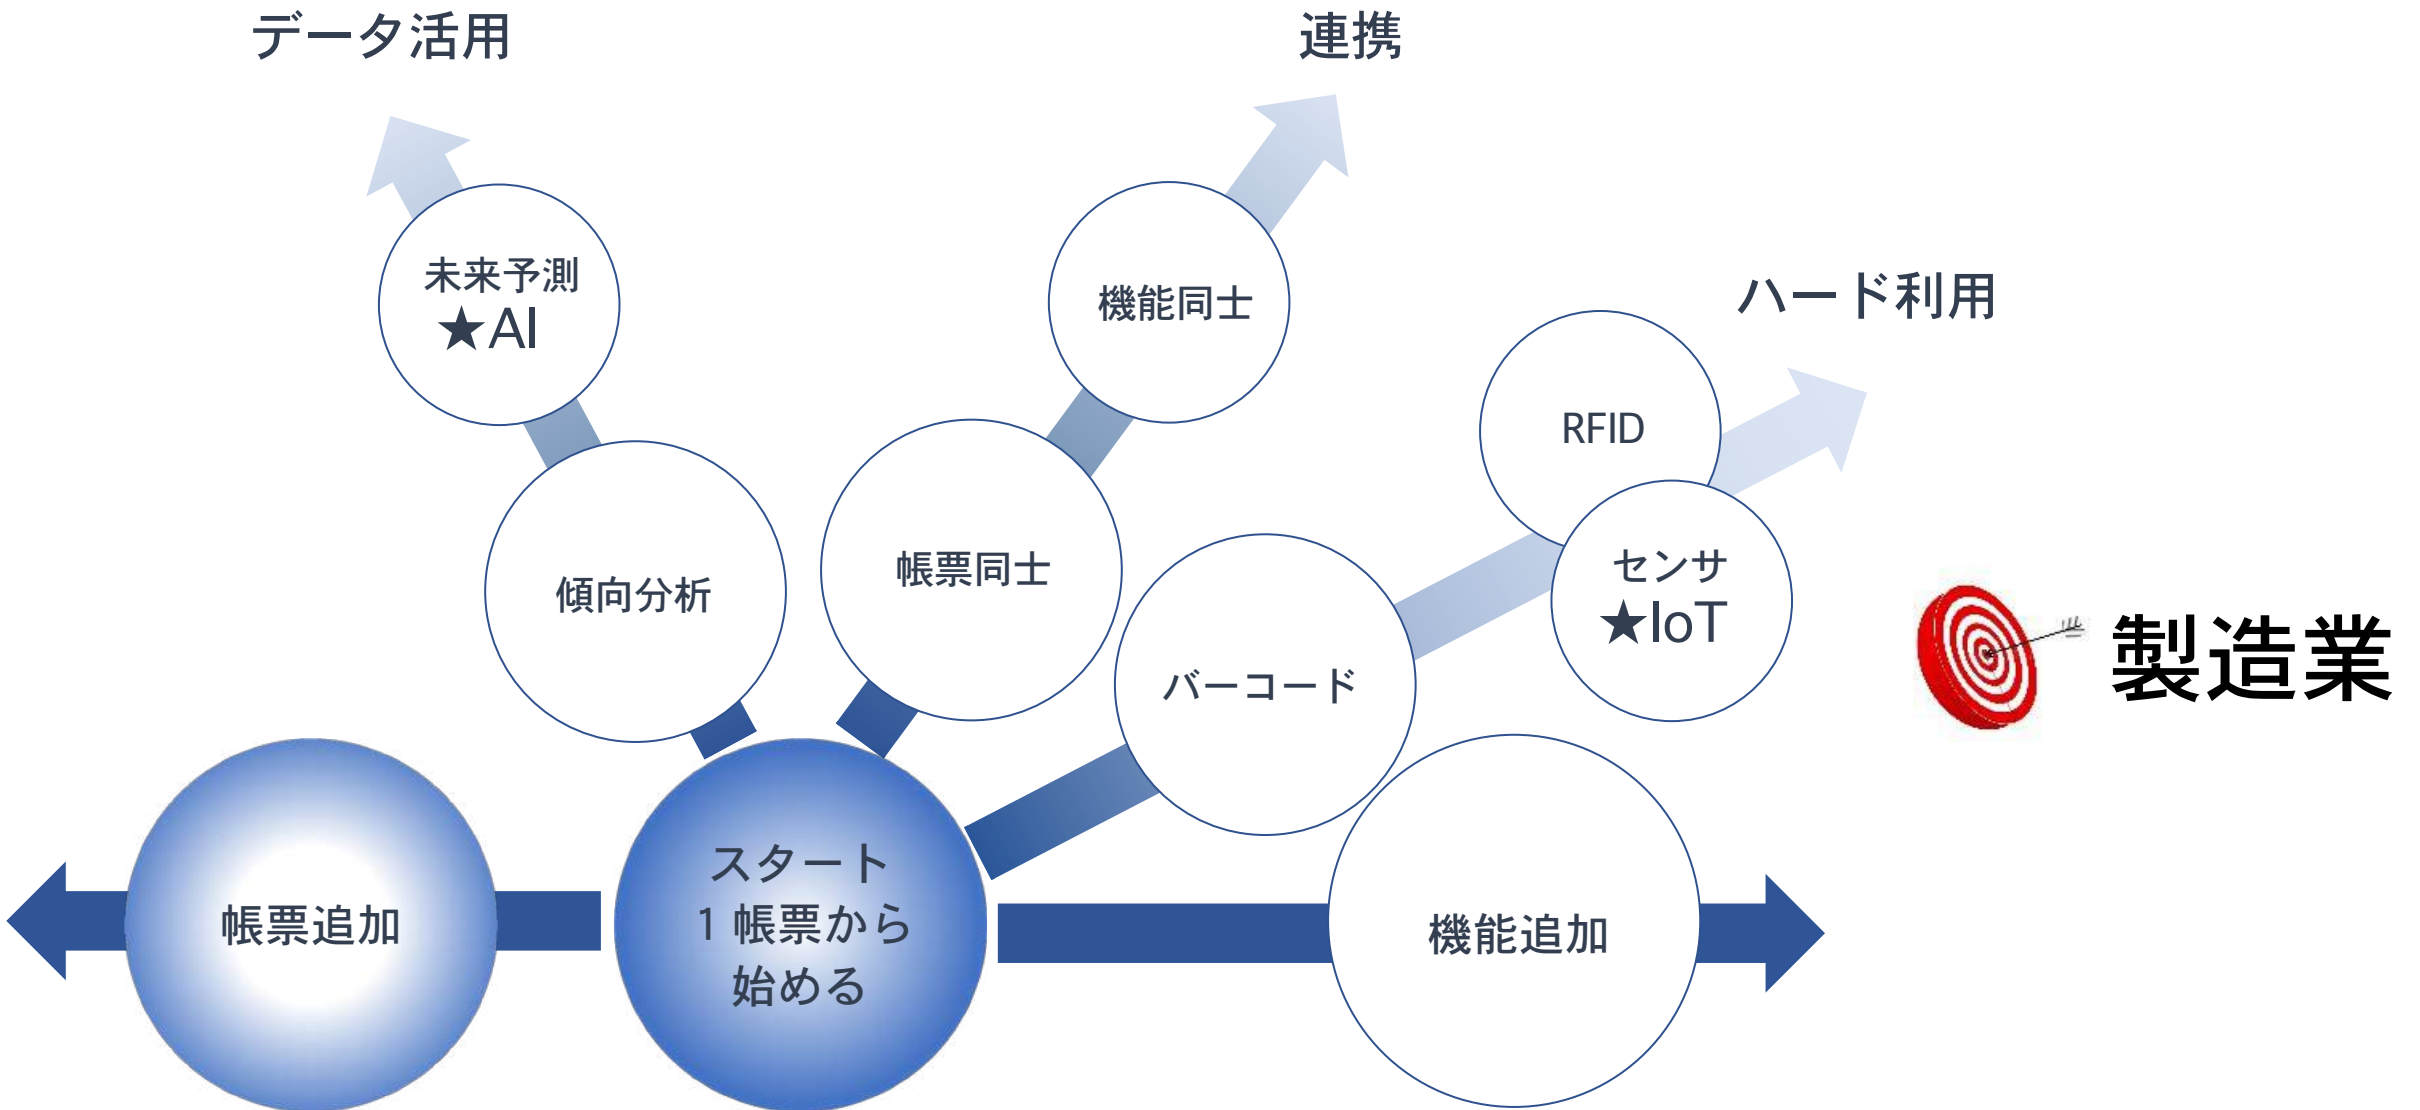 データ活用
連携
未来予測
★AI
機能同士
ハード利用
RFID
傾向分析
帳票同士
センサ
★IoT
バーコード
製造業
帳票追加
スタート
1 帳票から
始める
機能追加